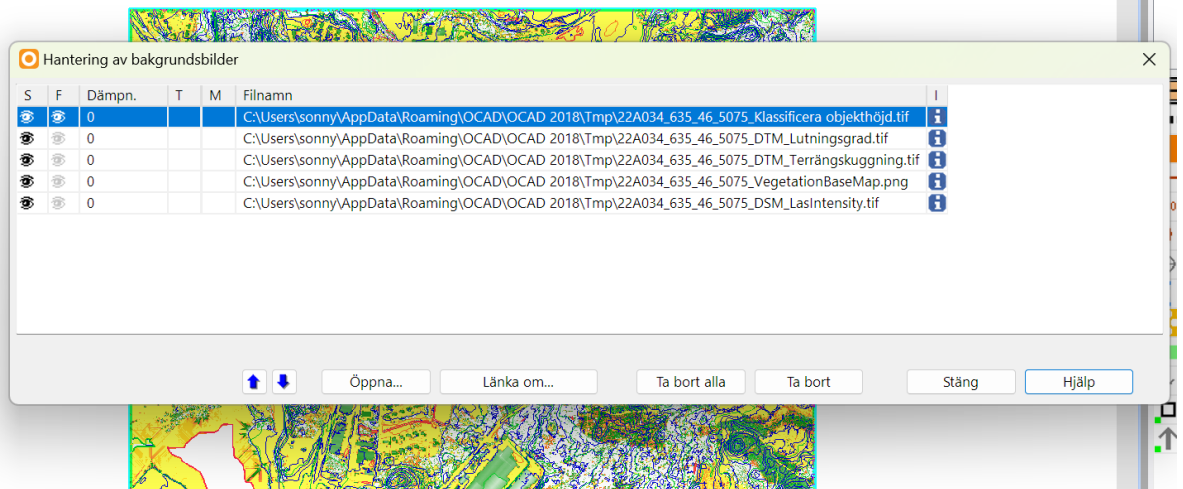 Hantering av bakgrundsbilder
S F Dämpn. T M Filnamn I
0 C:\Users\sonny\AppData\Roaming\OCAD\OCAD 2018\Tmp\22A034_635_46_5075_Klassificera objekthöjd.tif
0 C:\Users\sonny\AppData\Roaming\OCAD\OCAD 2018\Tmp\22A034_635_46_5075_DTM_Lutningsgrad.tif
0 C:\Users\sonny\AppData\Roaming\OCAD\OCAD 2018\Tmp\22A034_635_46_5075_DTM_Terrängskuggning.tif
0 C:\Users\sonny\AppData\Roaming\OCAD\OCAD 2018\Tmp\22A034_635_46_5075_VegetationBaseMap.png
0 C:\Users\sonny\AppData\Roaming\OCAD\OCAD 2018\Tmp\22A034_635_46_5075_DSM_LasIntensity.tif
Öppna... Länka om... Ta bort alla Ta bort Stäng Hjälp